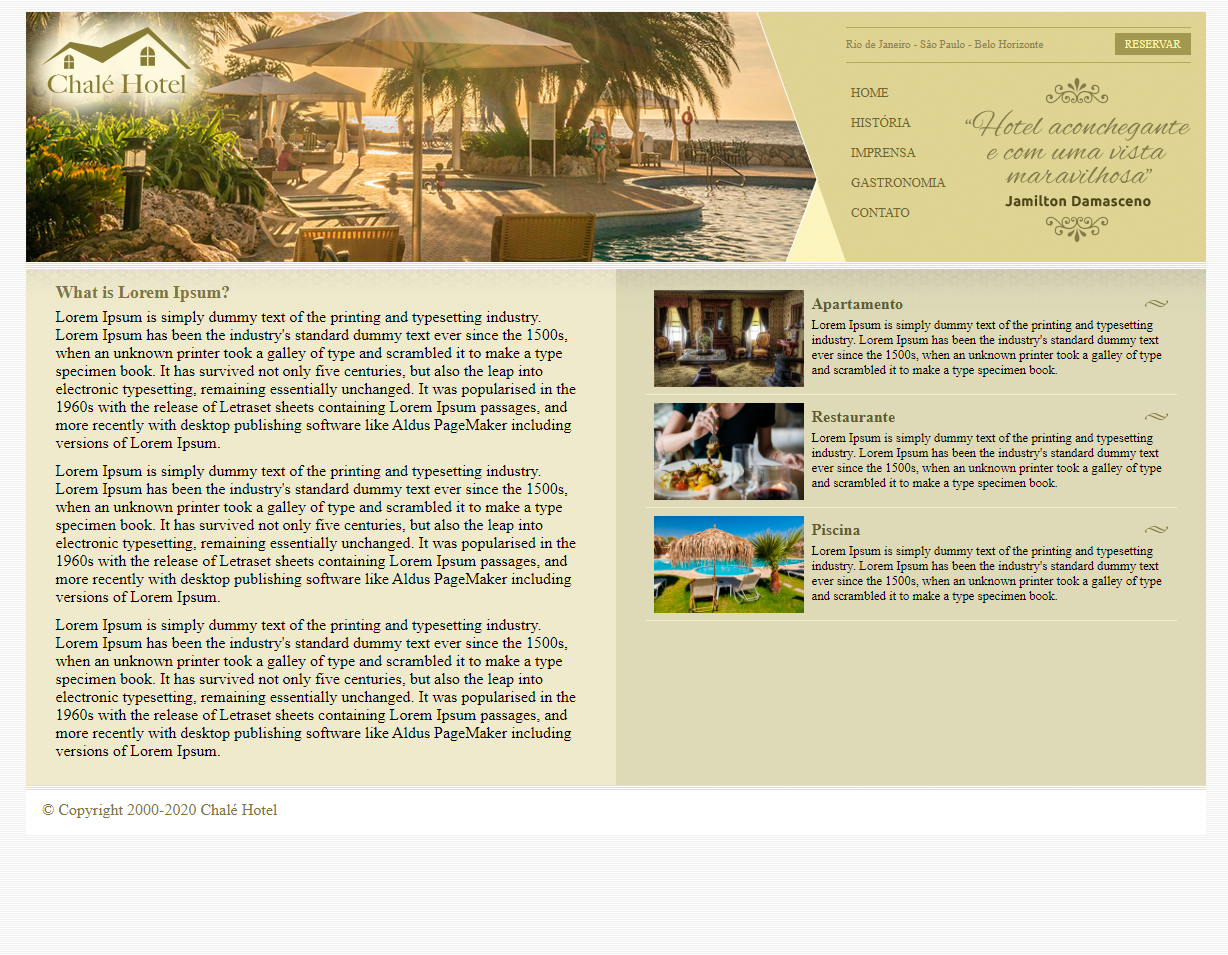 Chalé Hotel
Rio de Janeiro - São Paulo - Belo Horizonte
RESERVAR
HOME
HISTÓRIA
IMPRENSA
GASTRONOMIA
CONTATO
“Hotel aconchegante
e com uma vista
maravilhosa”
Jamilton Damasceno
What is Lorem Ipsum?
Lorem Ipsum is simply dummy text of the printing and typesetting industry.
Lorem Ipsum has been the industry's standard dummy text ever since the 1500s,
when an unknown printer took a galley of type and scrambled it to make a type
specimen book. It has survived not only five centuries, but also the leap into
electronic typesetting, remaining essentially unchanged. It was popularised in the
1960s with the release of Letraset sheets containing Lorem Ipsum passages, and
more recently with desktop publishing software like Aldus PageMaker including
versions of Lorem Ipsum.
Lorem Ipsum is simply dummy text of the printing and typesetting industry.
Lorem Ipsum has been the industry's standard dummy text ever since the 1500s,
when an unknown printer took a galley of type and scrambled it to make a type
specimen book. It has survived not only five centuries, but also the leap into
electronic typesetting, remaining essentially unchanged. It was popularised in the
1960s with the release of Letraset sheets containing Lorem Ipsum passages, and
more recently with desktop publishing software like Aldus PageMaker including
versions of Lorem Ipsum.
Lorem Ipsum is simply dummy text of the printing and typesetting industry.
Lorem Ipsum has been the industry's standard dummy text ever since the 1500s,
when an unknown printer took a galley of type and scrambled it to make a type
specimen book. It has survived not only five centuries, but also the leap into
electronic typesetting, remaining essentially unchanged. It was popularised in the
1960s with the release of Letraset sheets containing Lorem Ipsum passages, and
more recently with desktop publishing software like Aldus PageMaker including
versions of Lorem Ipsum.
Apartamento
Lorem Ipsum is simply dummy text of the printing and typesetting
industry. Lorem Ipsum has been the industry's standard dummy text
ever since the 1500s, when an unknown printer took a galley of type
and scrambled it to make a type specimen book.
Restaurante
Lorem Ipsum is simply dummy text of the printing and typesetting
industry. Lorem Ipsum has been the industry's standard dummy text
ever since the 1500s, when an unknown printer took a galley of type
and scrambled it to make a type specimen book.
Piscina
Lorem Ipsum is simply dummy text of the printing and typesetting
industry. Lorem Ipsum has been the industry's standard dummy text
ever since the 1500s, when an unknown printer took a galley of type
and scrambled it to make a type specimen book.
© Copyright 2000-2020 Chalé Hotel